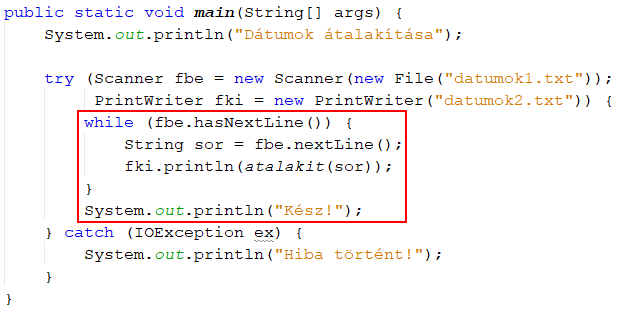 public static void main(String[] args) {
    System.out.println("Dátumok átalakítása");
    try (Scanner fbe = new Scanner(new File("datumok1.txt"));
         PrintWriter fki = new PrintWriter("datumok2.txt")) {
        while (fbe.hasNextLine()) {
            String sor = fbe.nextLine();
            fki.println(atalakit(sor));
        }
        System.out.println("Kész!");
    } catch (IOException ex) {
        System.out.println("Hiba történt!");
    }
}